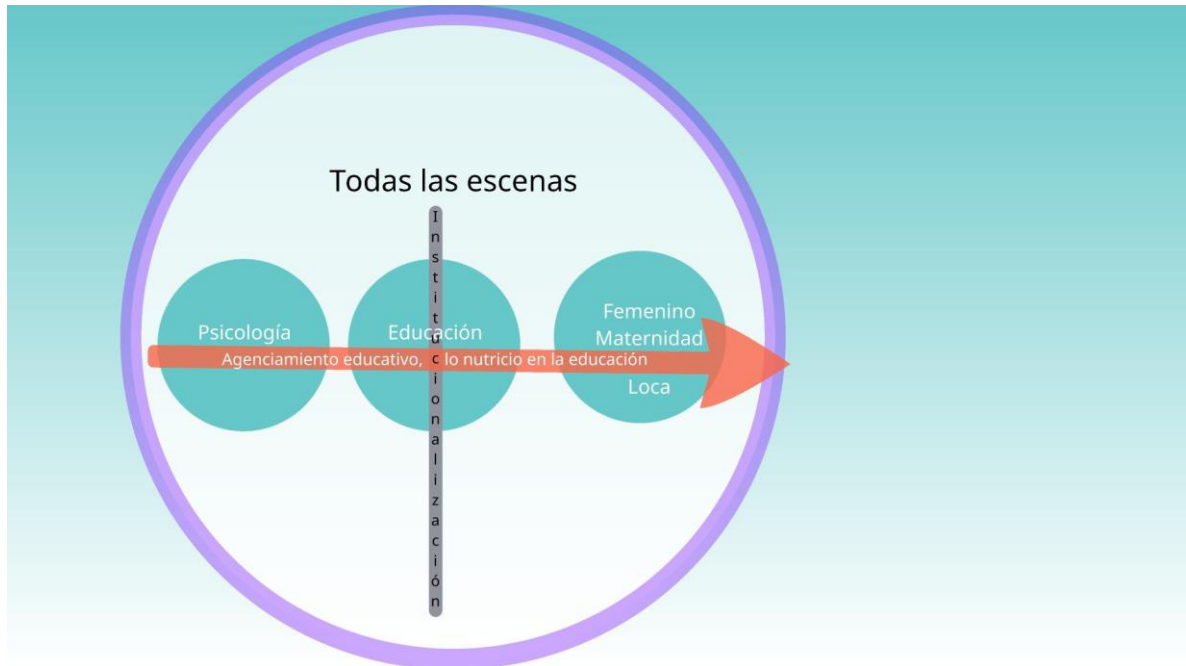 Todas las escenas
Institucionalización
Psicología
Educación
Femenino
Maternidad
Agenciamiento educativo, lo nutricio en la educación
Loca